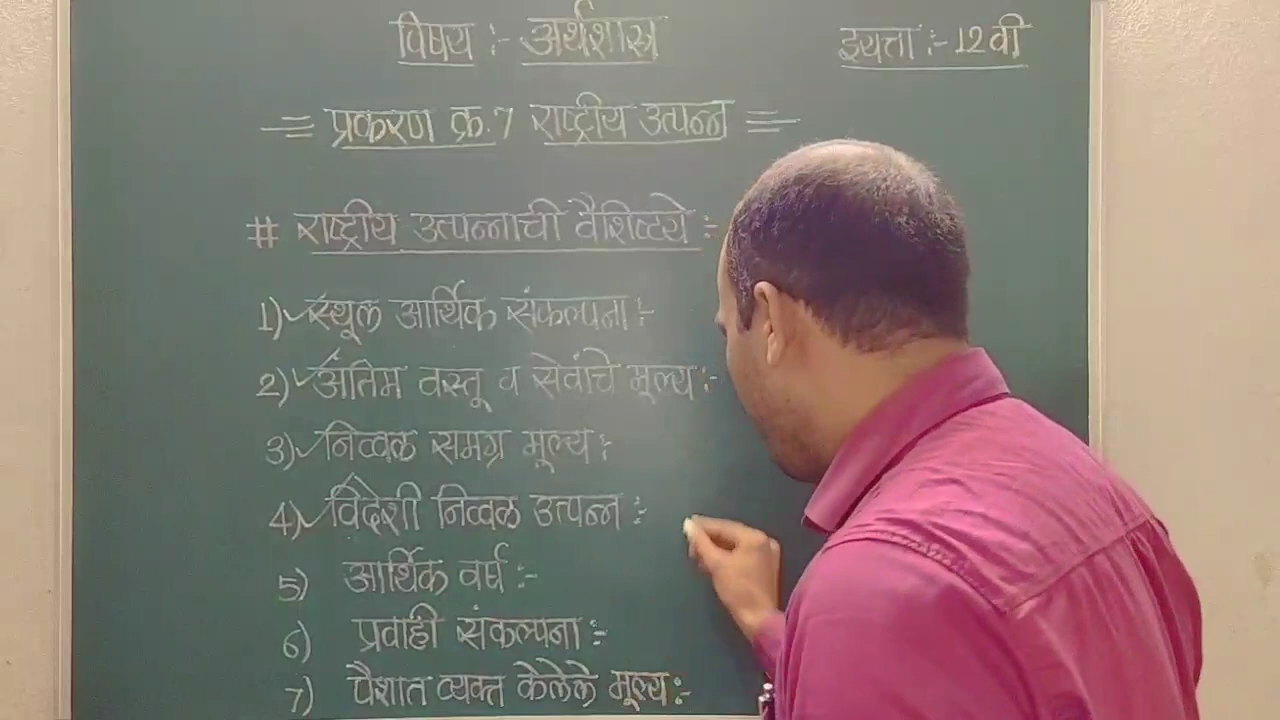 विषय :- अर्थशास्त्र
इयत्ता :- 12 वी
= प्रकरण क्र. 7 राष्ट्रीय उत्पन्न =
# राष्ट्रीय उत्पन्नाची वैशिष्ट्ये :-
1) ✓ स्थूल आर्थिक संकल्पना :-
2) ✓ अंतिम वस्तू व सेवांचे मूल्य :-
3) ✓ निव्वळ समग्र मूल्य :-
4) ✓ विदेशी निव्वळ उत्पन्न :-
5) आर्थिक वर्ष :-
6) प्रवाही संकल्पना :-
7) पैशात व्यक्त केलेले मूल्य :-